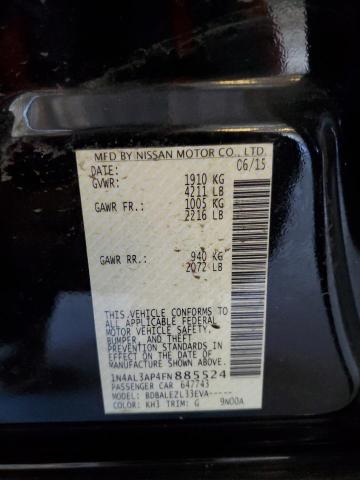 MFD BY NISSAN MOTOR CO., LTD.
DATE: 06/15
GVWR: 1910 KG
4211 LB
GAWR FR.: 1005 KG
2216 LB
GAWR RR.: 940 KG
2072 LB
THIS VEHICLE CONFORMS TO
ALL APPLICABLE FEDERAL
MOTOR VEHICLE SAFETY,
BUMPER, AND THEFT
PREVENTION STANDARDS IN
EFFECT ON THE DATE OF
MANUFACTURE SHOWN ABOVE.
1N4AL3AP4FN885524
PASSENGER CAR 647743
MODEL: BDBALEZL33EVA-----
COLOR: KH3 TRIM: G 9N00A